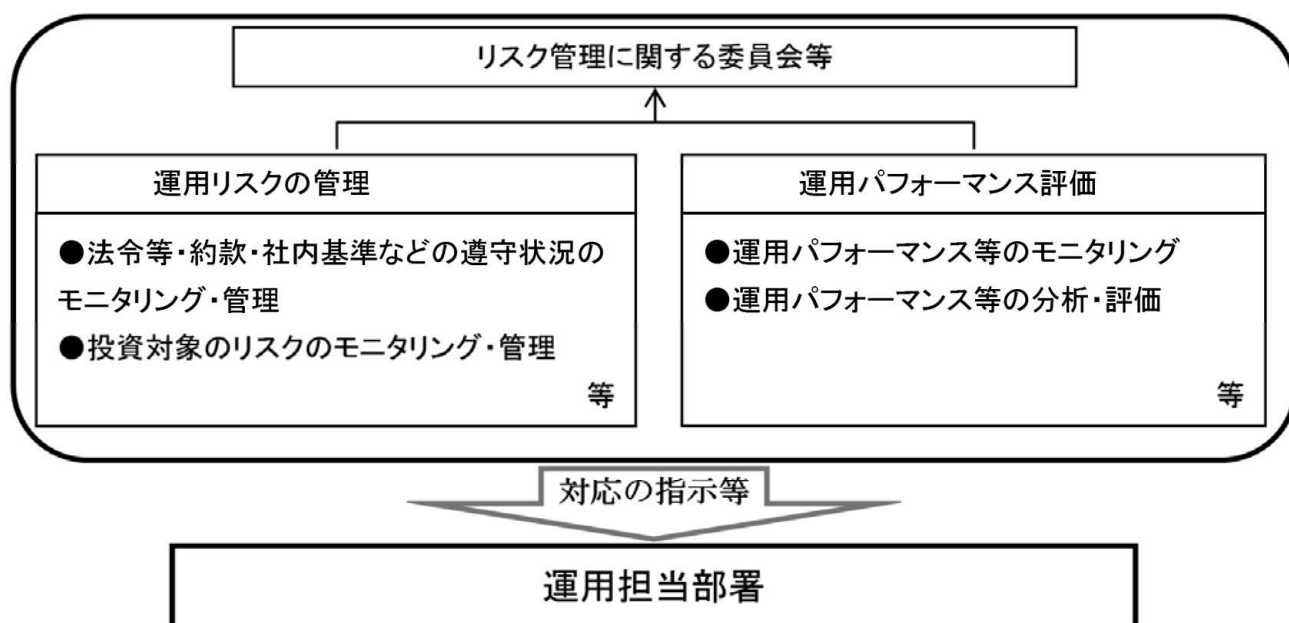 リスク管理に関する委員会等
運用リスクの管理
●法令等・約款・社内基準などの遵守状況の
モニタリング・管理
●投資対象のリスクのモニタリング・管理
等
運用パフォーマンス評価
●運用パフォーマンス等のモニタリング
●運用パフォーマンス等の分析・評価
等
対応の指示等
運用担当部署